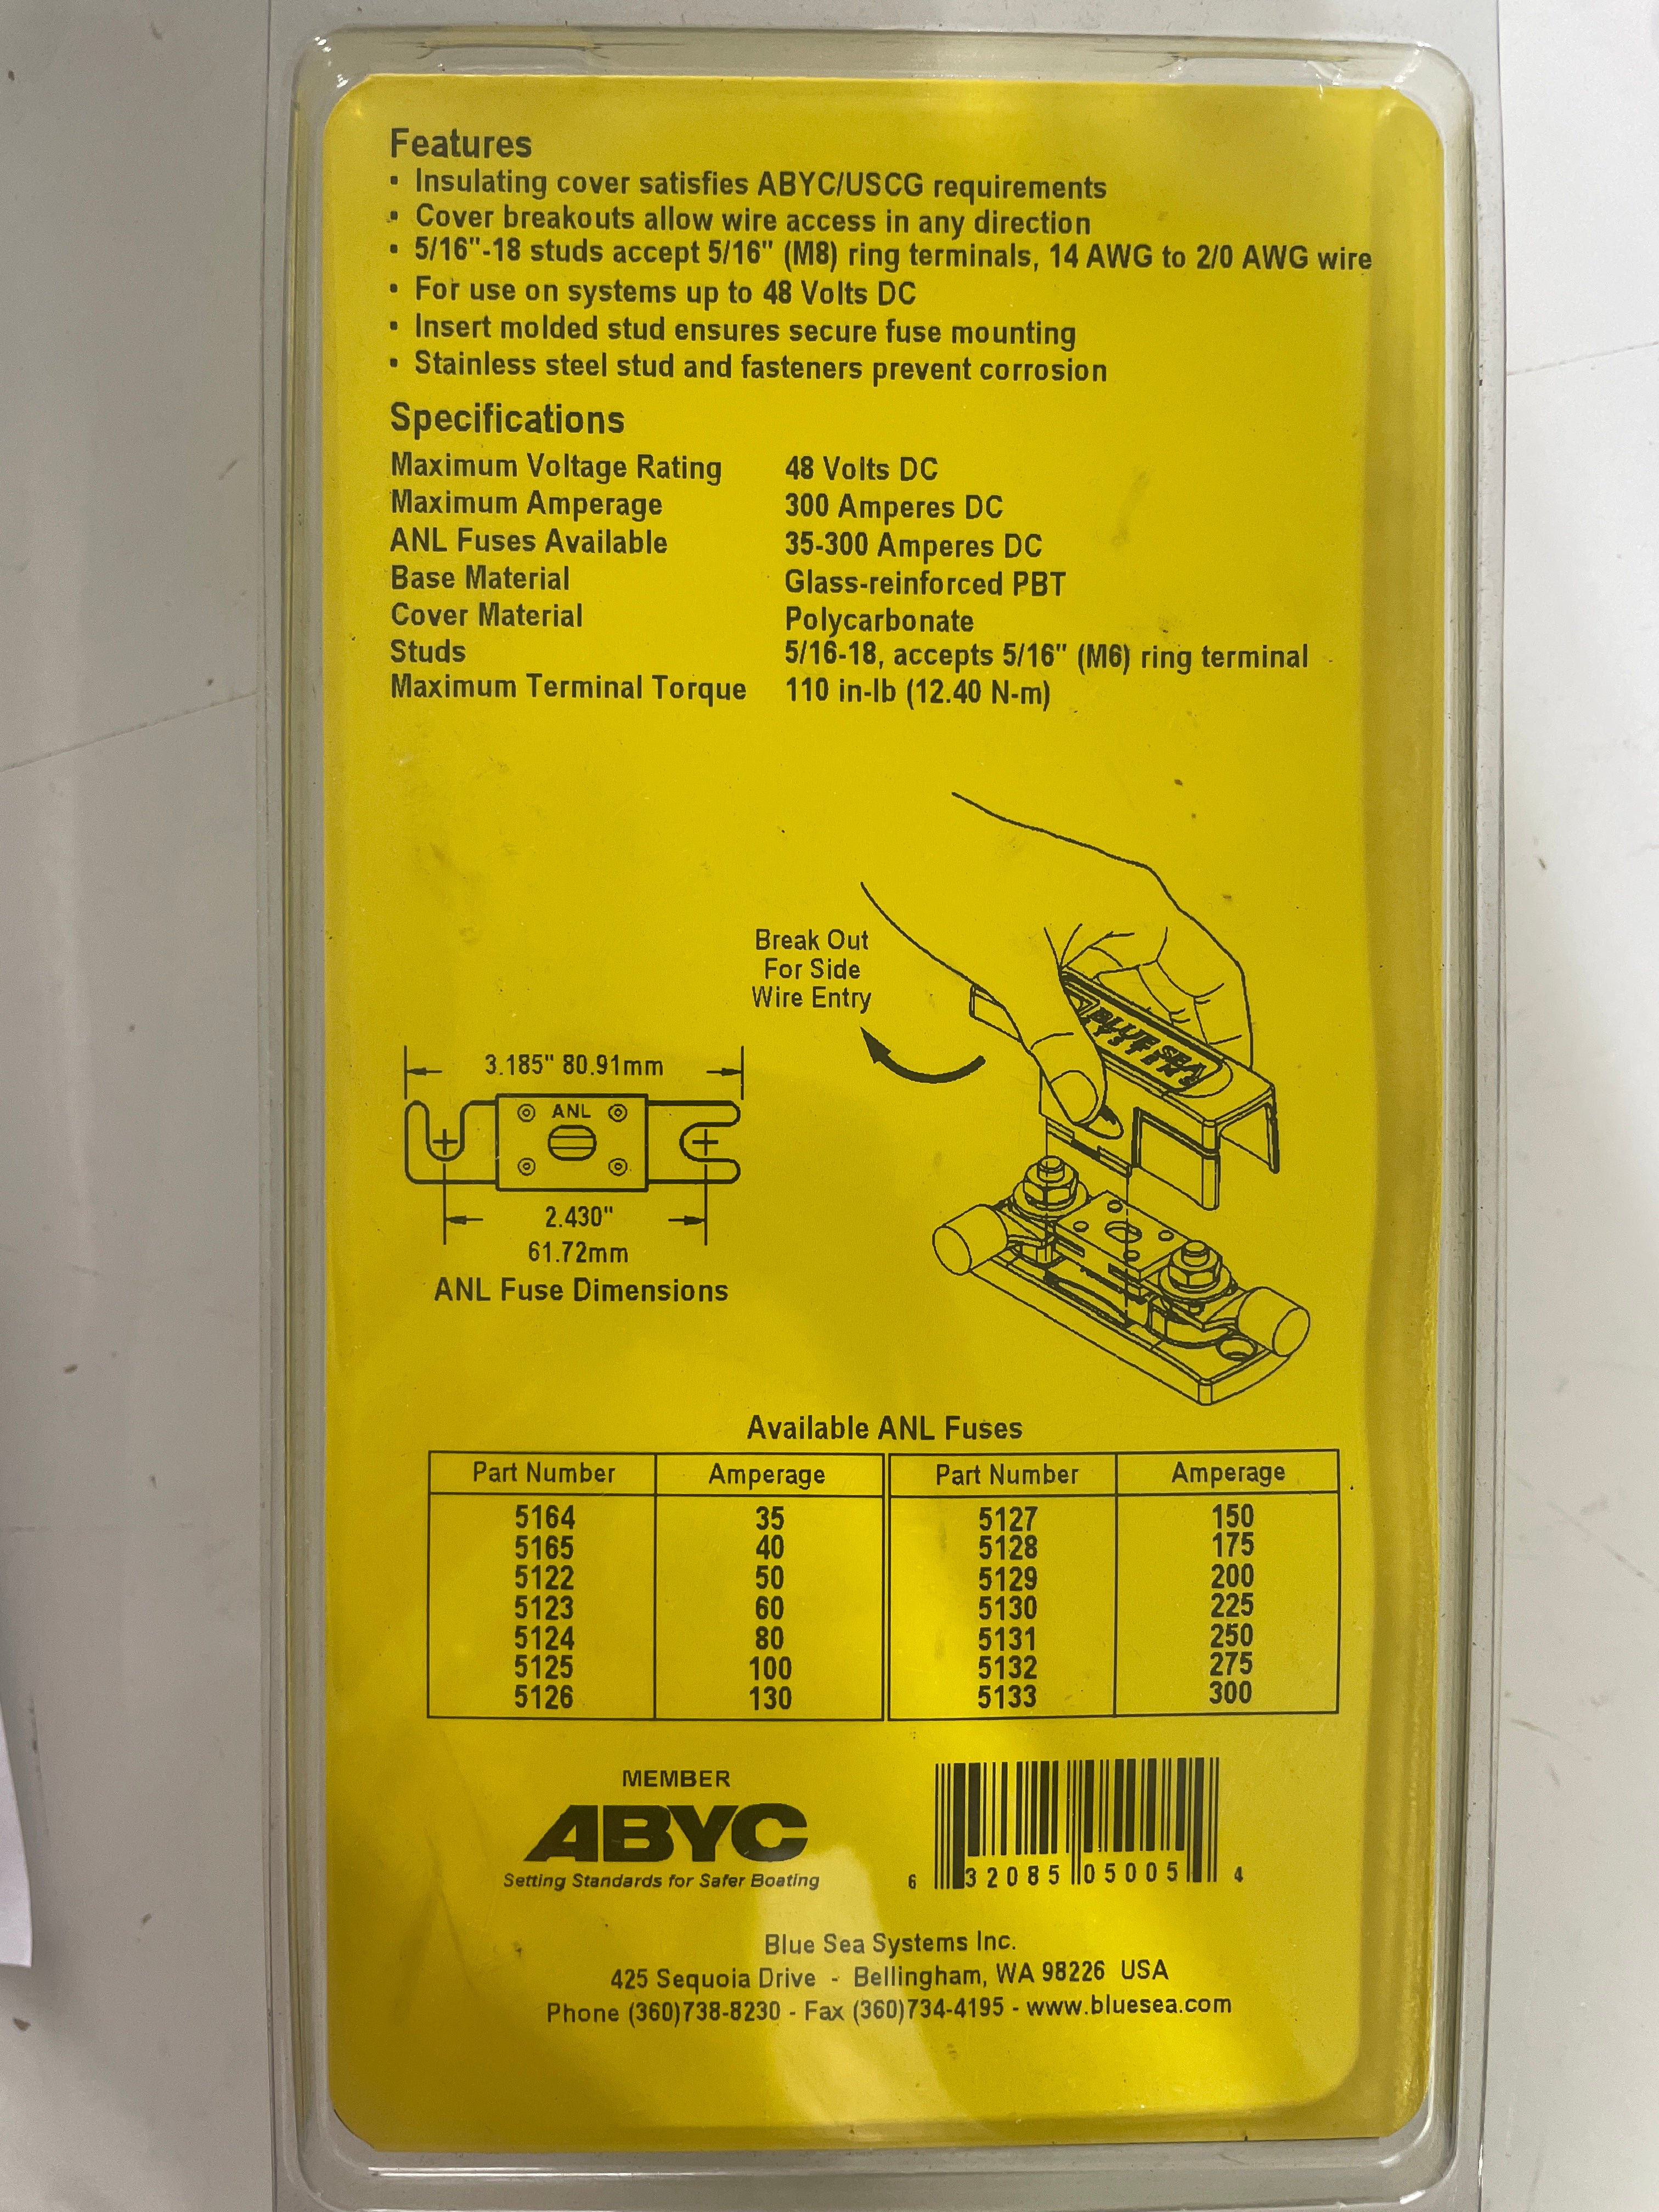 Features
• Insulating cover satisfies ABYC/USCG requirements
• Cover breakouts allow wire access in any direction
• 5/16"-18 studs accept 5/16" (M8) ring terminals, 14 AWG to 2/0 AWG wire
• For use on systems up to 48 Volts DC
• Insert molded stud ensures secure fuse mounting
• Stainless steel stud and fasteners prevent corrosion
Specifications
Maximum Voltage Rating 48 Volts DC
Maximum Amperage 300 Amperes DC
ANL Fuses Available 35-300 Amperes DC
Base Material Glass-reinforced PBT
Cover Material Polycarbonate
Studs 5/16-18, accepts 5/16" (M6) ring terminal
Maximum Terminal Torque 110 in-lb (12.40 N-m)
Break Out
For Side
Wire Entry
BLUE SEA
SYSTEMS
3.185" 80.91mm
ANL
2.430"
61.72mm
ANL Fuse Dimensions
Available ANL Fuses
Part Number Amperage Part Number Amperage
5164 35 5127 150
5165 40 5128 175
5122 50 5129 200
5123 60 5130 225
5124 80 5131 250
5125 100 5132 275
5126 130 5133 300
MEMBER
ABYC
Setting Standards for Safer Boating
6 32085 05005 4
Blue Sea Systems Inc.
425 Sequoia Drive - Bellingham, WA 98226 USA
Phone (360)738-8230 - Fax (360)734-4195 - www.bluesea.com